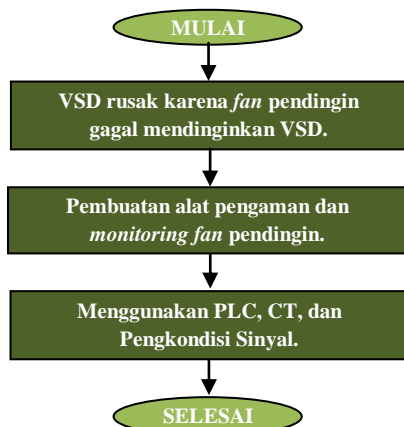 MULAI
VSD rusak karena fan pendingin
gagal mendinginkan VSD.
Pembuatan alat pengaman dan
monitoring fan pendingin.
Menggunakan PLC, CT, dan
Pengkondisi Sinyal.
SELESAI